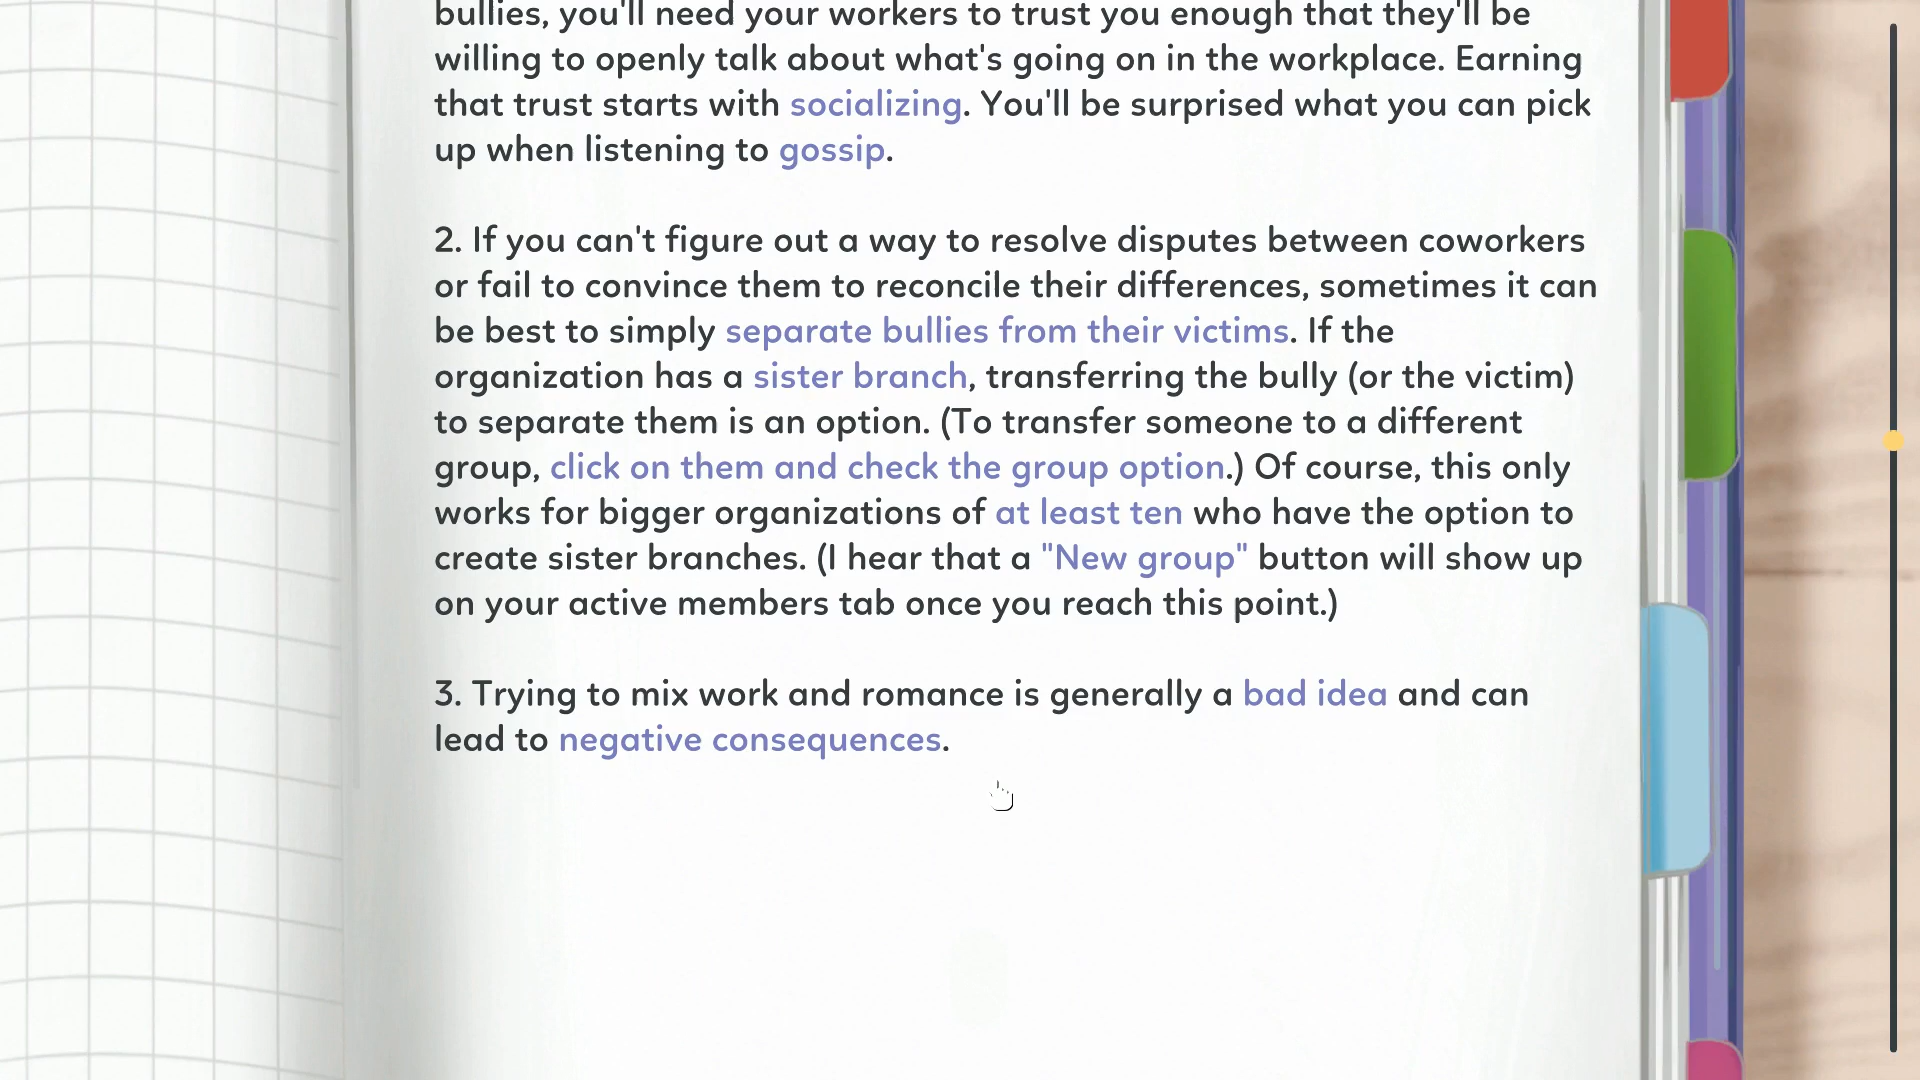 bullies, you'll need your workers to trust you enough that they'll be
willing to openly talk about what's going on in the workplace. Earning
that trust starts with socializing. You'll be surprised what you can pick
up when listening to gossip.
2. If you can't figure out a way to resolve disputes between coworkers
or fail to convince them to reconcile their differences, sometimes it can
be best to simply separate bullies from their victims. If the
organization has a sister branch, transferring the bully (or the victim)
to separate them is an option. (To transfer someone to a different
group, click on them and check the group option.) Of course, this only
works for bigger organizations of at least ten who have the option to
create sister branches. (I hear that a "New group" button will show up
on your active members tab once you reach this point.)
3. Trying to mix work and romance is generally a bad idea and can
lead to negative consequences.